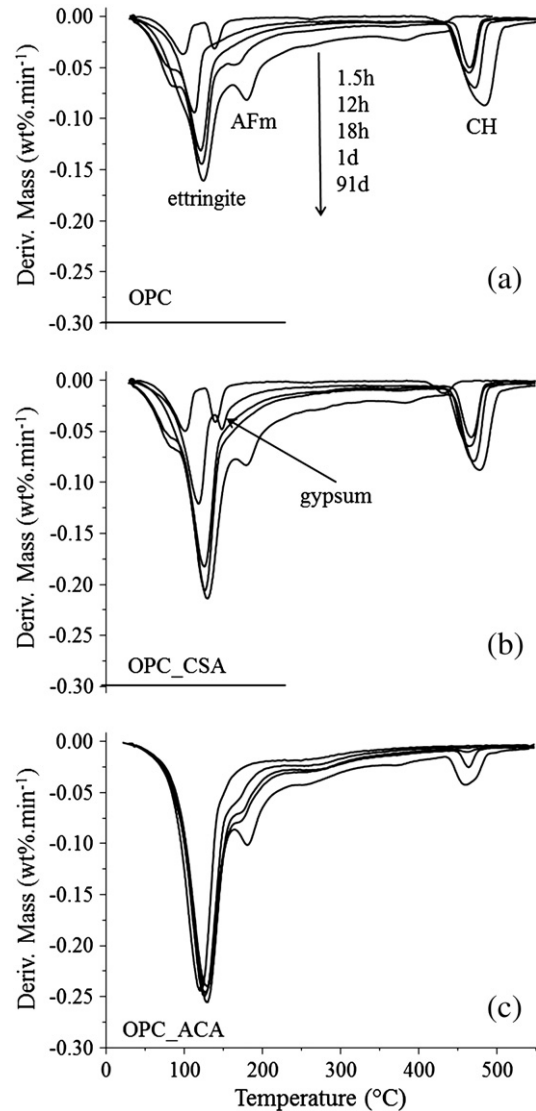 0.00
-0.05
-0.10
-0.15
-0.20
-0.25
-0.30
Deriv. Mass (wt%.min⁻¹)
1.5h
12h
18h
1d
91d
AFm
CH
ettringite
OPC
(a)
0
0.00
-0.05
-0.10
-0.15
-0.20
-0.25
-0.30
Deriv. Mass (wt%.min⁻¹)
gypsum
OPC_CSA
(b)
0.00
-0.05
-0.10
-0.15
-0.20
-0.25
-0.30
Deriv. Mass (wt%.min⁻¹)
OPC_ACA
(c)
0 100 200 300 400 500
Temperature (°C)